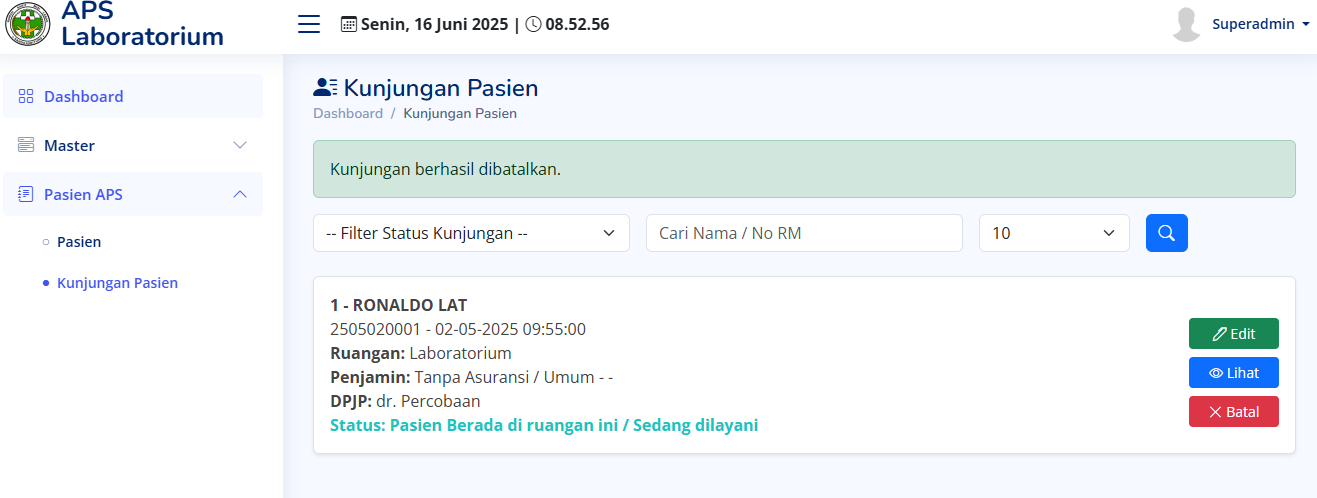 APS
Laboratorium
Senin, 16 Juni 2025 | 08.52.56
Superadmin
Dashboard
Master
Pasien APS
Pasien
Kunjungan Pasien
Kunjungan Pasien
Dashboard / Kunjungan Pasien
Kunjungan berhasil dibatalkan.
-- Filter Status Kunjungan --
Cari Nama / No RM
10
1 - RONALDO LAT
2505020001 - 02-05-2025 09:55:00
Ruangan: Laboratorium
Penjamin: Tanpa Asuransi / Umum - -
DPJP: dr. Percobaan
Status: Pasien Berada di ruangan ini / Sedang dilayani
Edit
Lihat
Batal